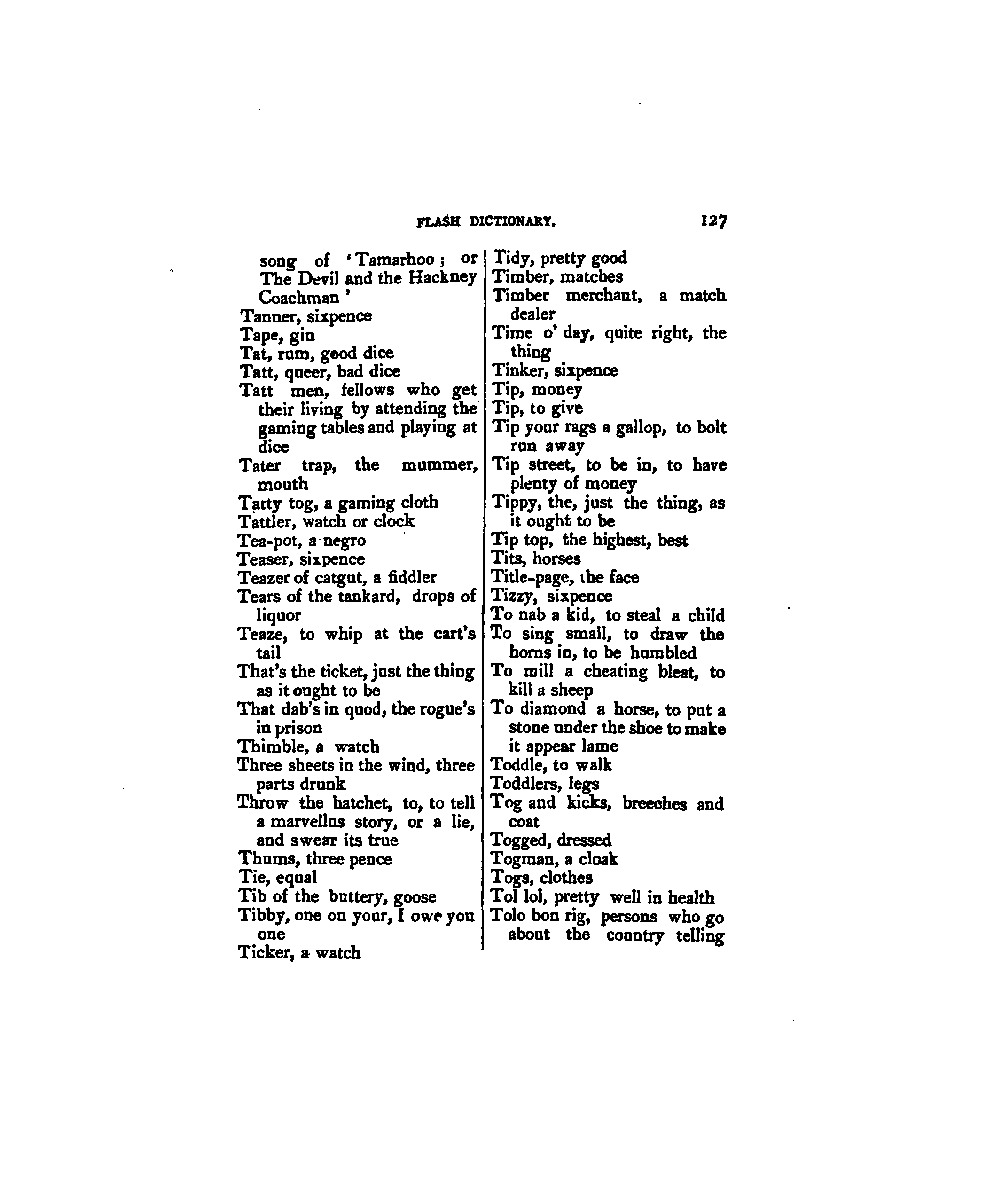 FLASH DICTIONARY. 127
song of ‘Tamarhoo; or
The Devil and the Hackney
Coachman’
Tanner, sixpence
Tape, gin
Tat, rum, good dice
Tatt, queer, bad dice
Tatt men, fellows who get
their living by attending the
gaming tables and playing at
dice
Tater trap, the mummer,
mouth
Tatty tog, a gaming cloth
Tattler, watch or clock
Tea-pot, a negro
Teaser, sixpence
Teazer of catgut, a fiddler
Tears of the tankard, drops of
liquor
Teaze, to whip at the cart's
tail
That's the ticket, just the thing
as it ought to be
That dab's in quod, the rogue's
in prison
Thimble, a watch
Three sheets in the wind, three
parts drunk
Throw the hatchet, to, to tell
a marvellus story, or a lie,
and swear its true
Thums, three pence
Tie, equal
Tib of the buttery, goose
Tibby, one on your, I owe you
one
Ticker, a watch
Tidy, pretty good
Timber, matches
Timber merchant, a match
dealer
Time o' day, quite right, the
thing
Tinker, sixpence
Tip, money
Tip, to give
Tip your rags a gallop, to bolt
run away
Tip street, to be in, to have
plenty of money
Tippy, the, just the thing, as
it ought to be
Tip top, the highest, best
Tits, horses
Title-page, the face
Tizzy, sixpence
To nab a kid, to steal a child
To sing small, to draw the
horns in, to be humbled
To mill a cheating bleat, to
kill a sheep
To diamond a horse, to put a
stone under the shoe to make
it appear lame
Toddle, to walk
Toddlers, legs
Tog and kicks, breeches and
coat
Togged, dressed
Togman, a cloak
Togs, clothes
Tol lol, pretty well in health
Tolo bon rig, persons who go
about the country telling